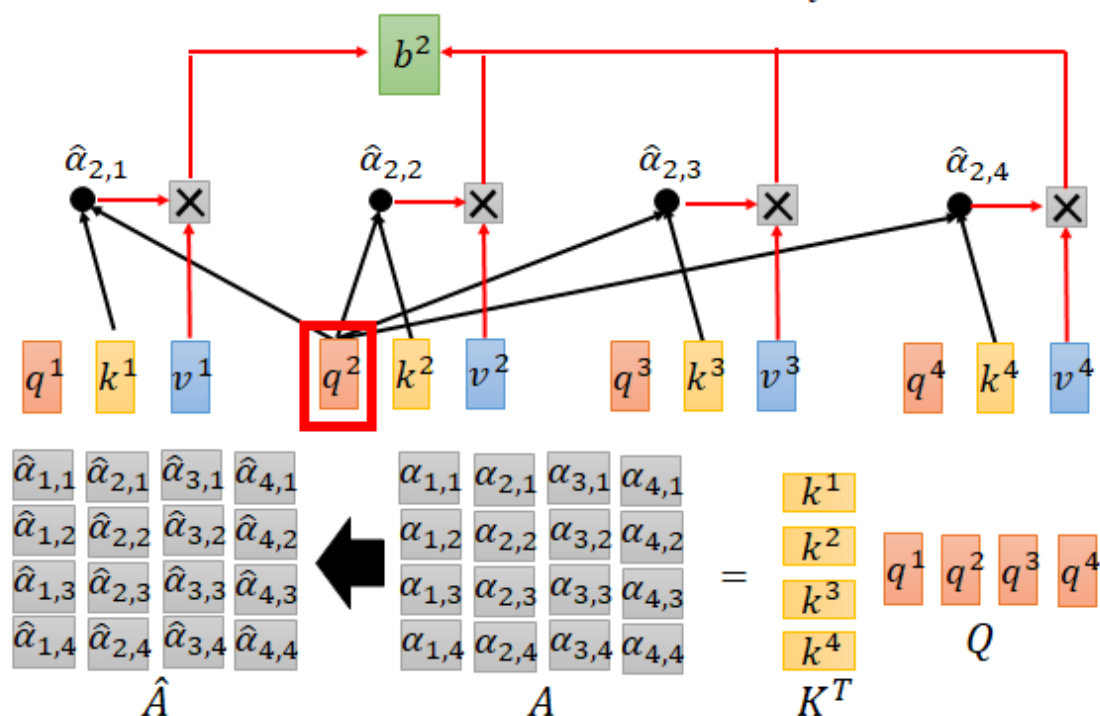 b²
α̂₂,₁ α̂₂,₂ α̂₂,₃ α̂₂,₄
q¹ k¹ v¹ q² k² v² q³ k³ v³ q⁴ k⁴ v⁴
α̂₁,₁ α̂₂,₁ α̂₃,₁ α̂₄,₁ α₁,₁ α₂,₁ α₃,₁ α₄,₁ k¹
α̂₁,₂ α̂₂,₂ α̂₃,₂ α̂₄,₂ α₁,₂ α₂,₂ α₃,₂ α₄,₂ k²
= q¹ q² q³ q⁴
α̂₁,₃ α̂₂,₃ α̂₃,₃ α̂₄,₃ α₁,₃ α₂,₃ α₃,₃ α₄,₃ k³
α̂₁,₄ α̂₂,₄ α̂₃,₄ α̂₄,₄ α₁,₄ α₂,₄ α₃,₄ α₄,₄ k⁴
Q
Â A Kᵀ